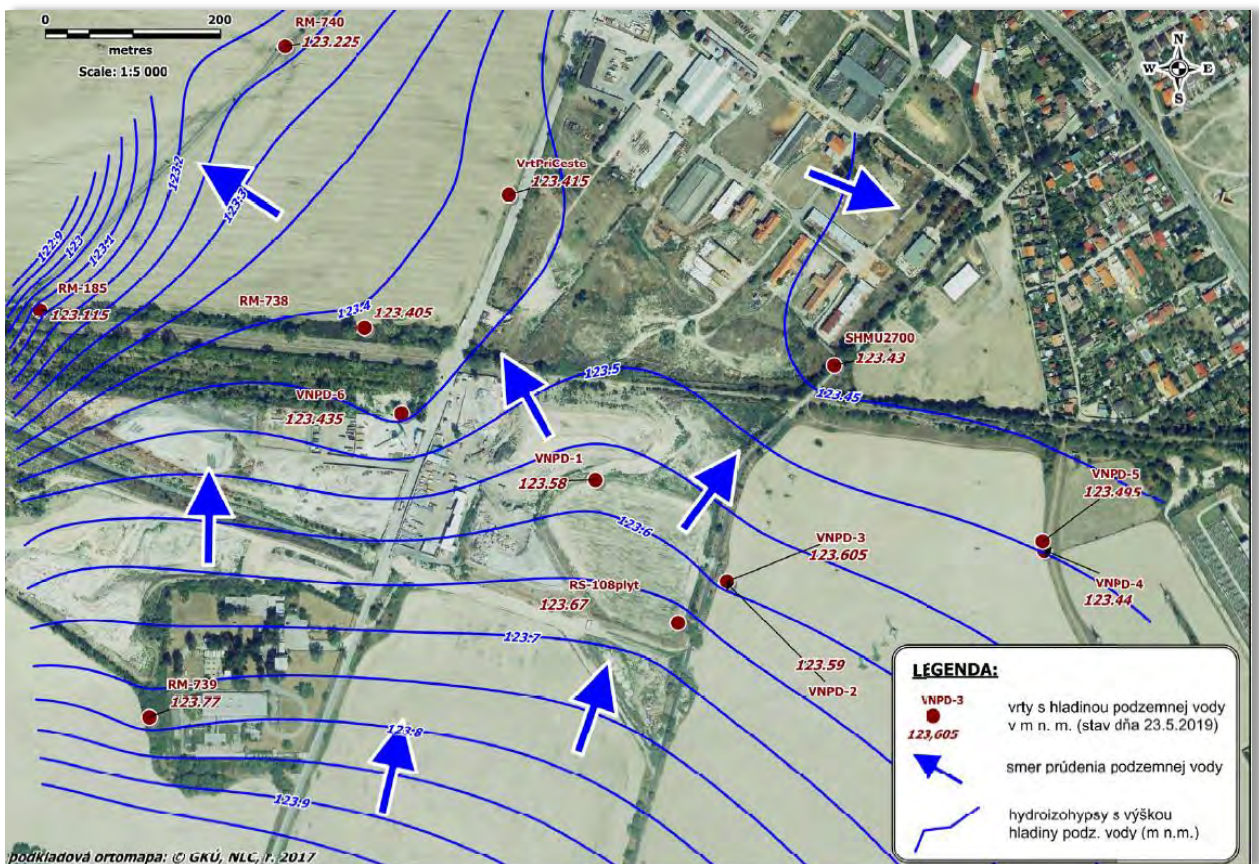 0 200
metres
Scale: 1:5 000
RM-740
123.225
N
W E
S
VrtPriCeste
123.415
123.2
123.3
122.9
123
123.1
RM-185
123.115
RM-738
123.405
123.4
SHMU2700
123.43
123.5
123.45
VNPD-6
123.435
VNPD-1
123.58
VNPD-5
123.495
123.6
VNPD-3
123.605
VNPD-4
123.44
RS-108plyt
123.67
123.7
123.59
VNPD-2
RM-739
123.77
123.8
123.9
LEGENDA:
VNPD-3
123,605
vrty s hladinou podzemnej vody
v m n. m. (stav dňa 23.5.2019)
smer prúdenia podzemnej vody
hydroizohypsy s výškou
hladiny podz. vody (m n.m.)
podkladová ortomapa: © GKÚ, NLC, r. 2017